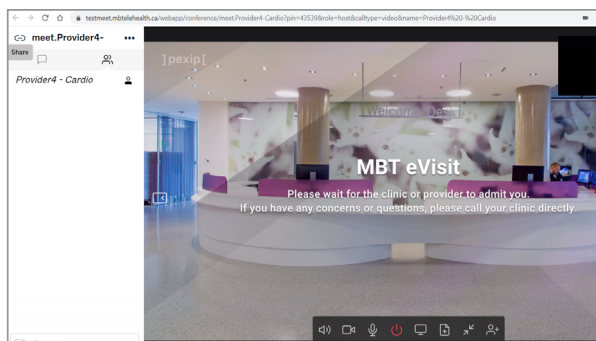 testmeet.mbtelehealth.ca/webapp/conference/meet.Provider4-Cardio?pin=43539&role=host&calltype=video&name=Provider4%20-%20Cardio
meet.Provider4-
Share
Provider4 - Cardio
]pexip[
Welcome Desk
MBT eVisit
Please wait for the clinic or provider to admit you.
If you have any concerns or questions, please call your clinic directly.